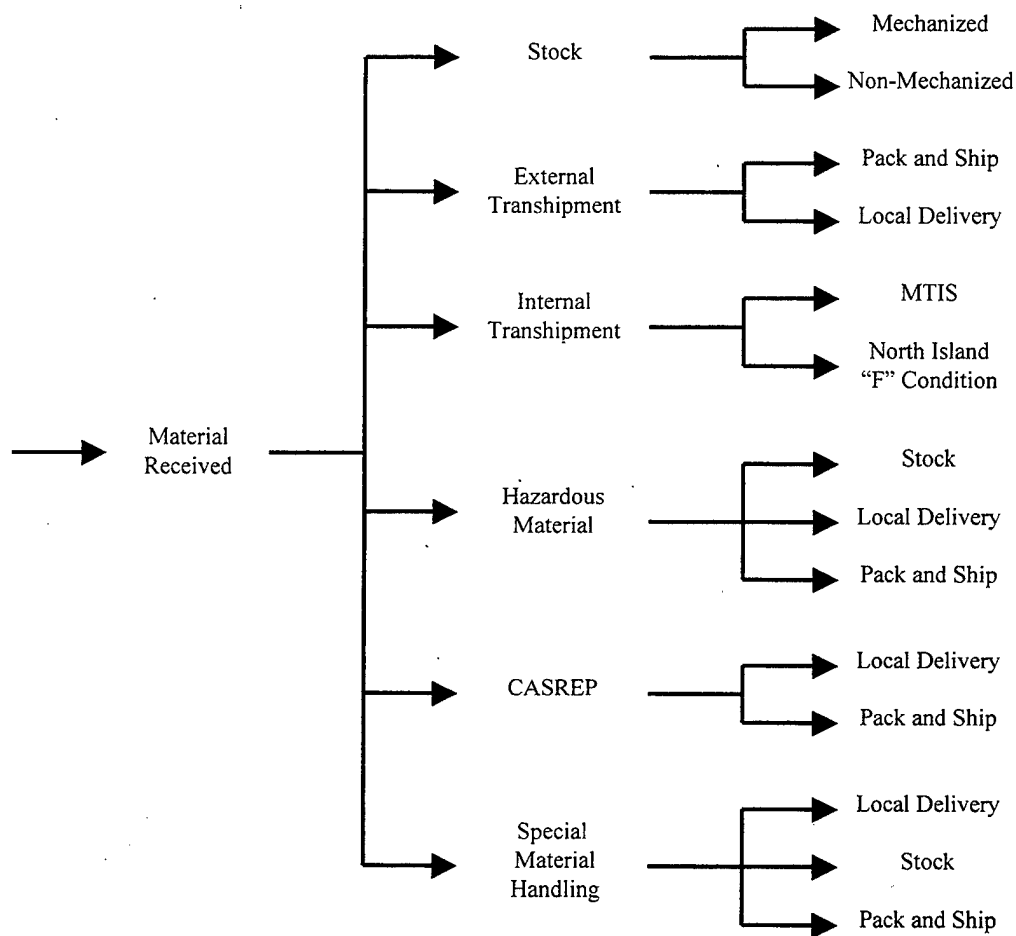 Mechanized
Stock
Non-Mechanized
Pack and Ship
External
Transhipment
Local Delivery
MTIS
Internal
Transhipment
North Island
“F” Condition
Material
Received
Stock
Hazardous
Material
Local Delivery
Pack and Ship
Local Delivery
CASREP
Pack and Ship
Local Delivery
Special
Material
Handling
Stock
Pack and Ship